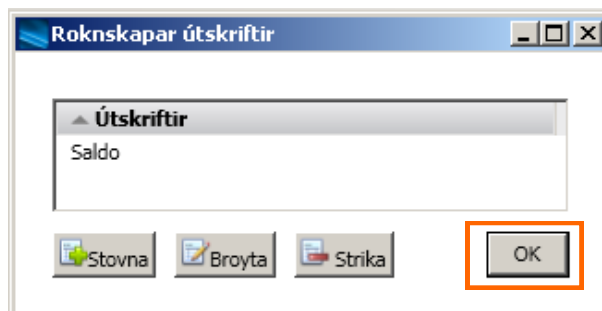 Roknskapar útskriftir
Útskriftir
Saldo
Stovna Broyta Strika OK